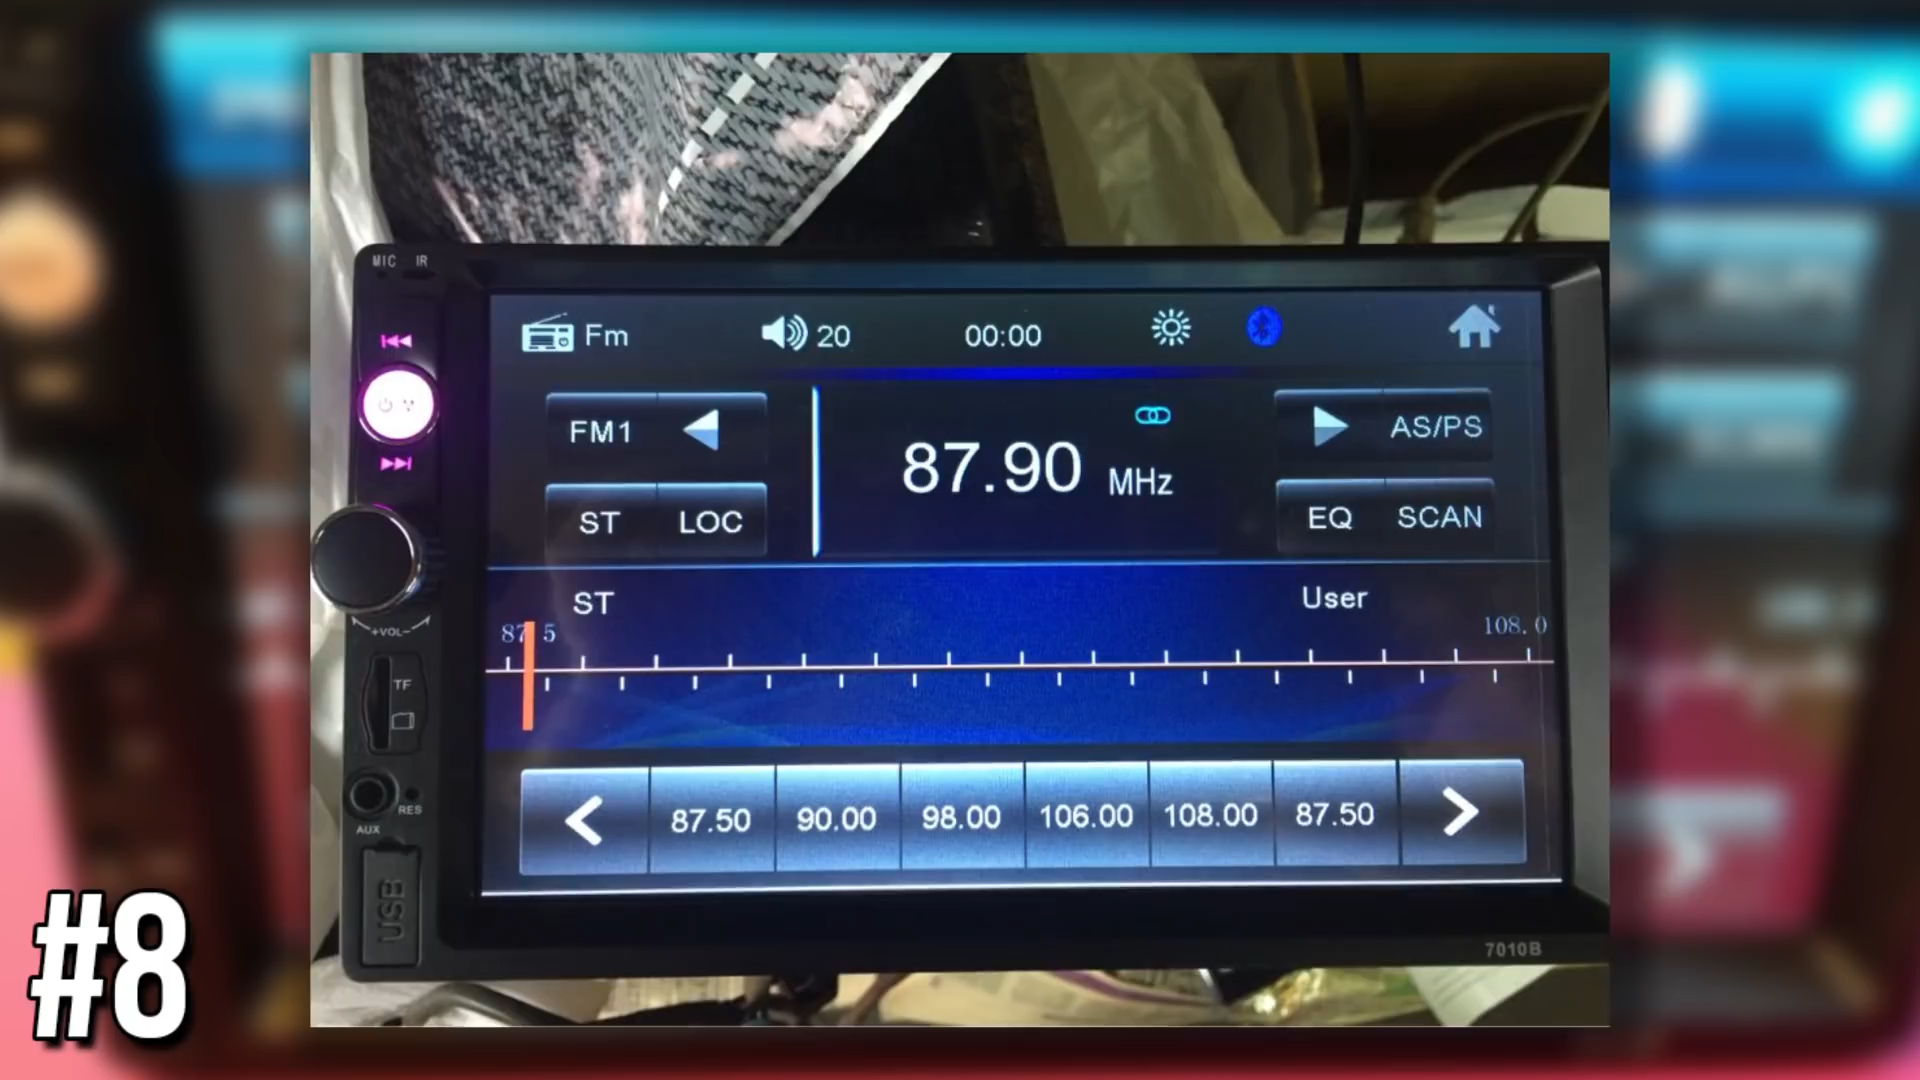 MIC IR
Fm 20 00:00
FM1 AS/PS
87.90 MHz
ST LOC EQ SCAN
ST User
87.5 108.0
+VOL-
TF
RES
AUX
USB
87.50 90.00 98.00 106.00 108.00 87.50
7010B
#8